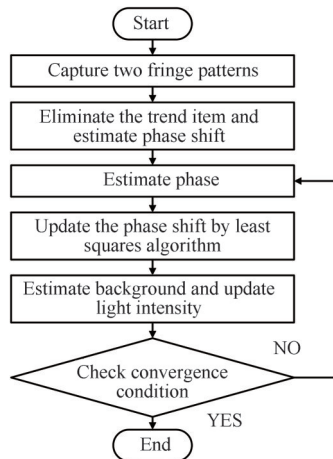 Start
Capture two fringe patterns
Eliminate the trend item and
estimate phase shift
Estimate phase
Update the phase shift by least
squares algorithm
Estimate background and update
light intensity
NO
Check convergence
condition
YES
End